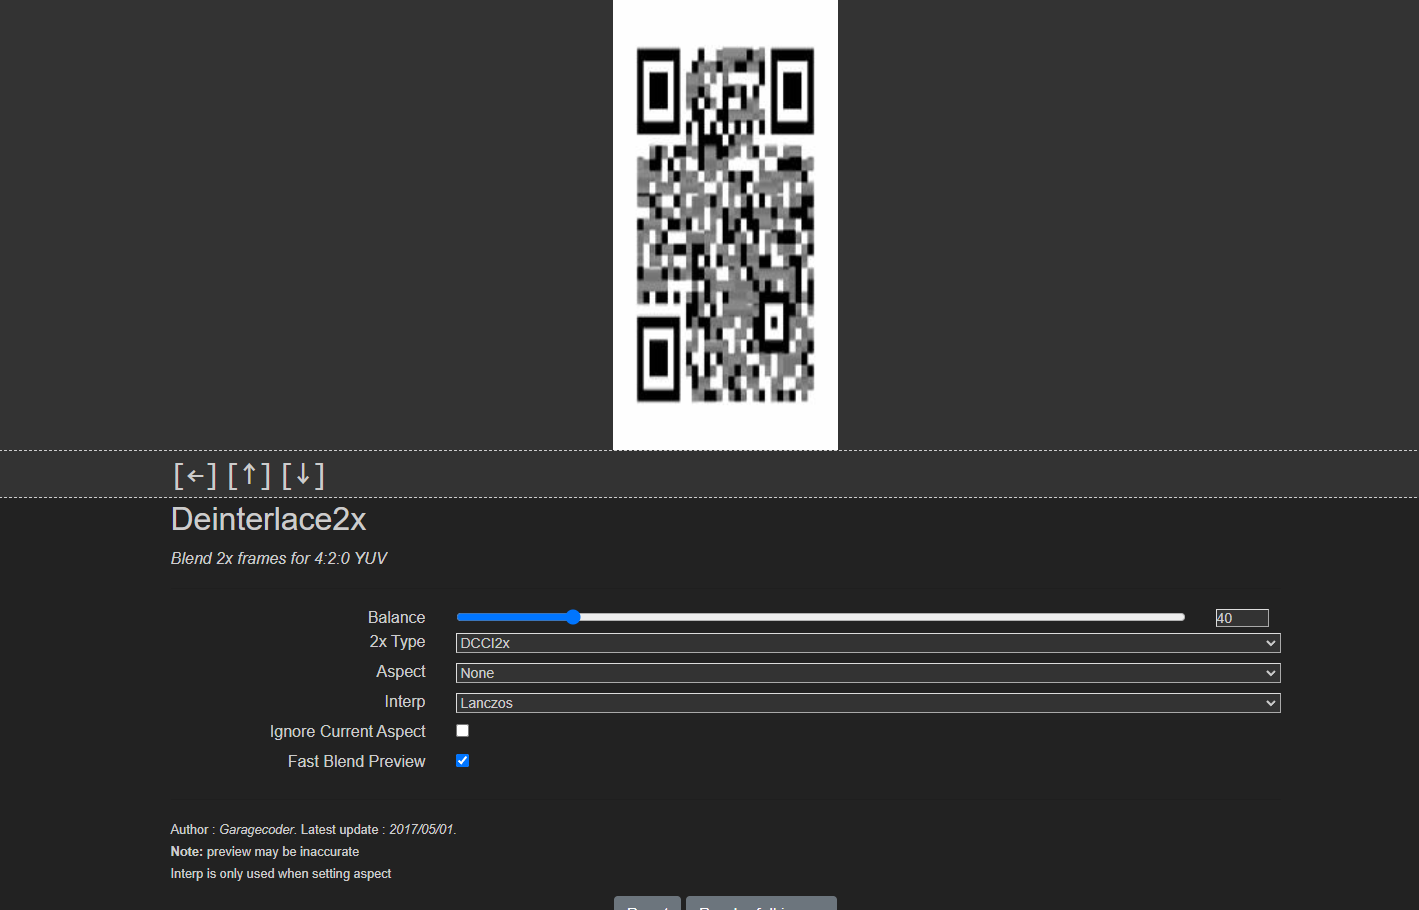 [←] [↑] [↓]
Deinterlace2x
Blend 2x frames for 4:2:0 YUV
Balance 40
2x Type DCCI2x
Aspect None
Interp Lanczos
Ignore Current Aspect
Fast Blend Preview
Author : Garagecoder. Latest update : 2017/05/01.
Note: preview may be inaccurate
Interp is only used when setting aspect